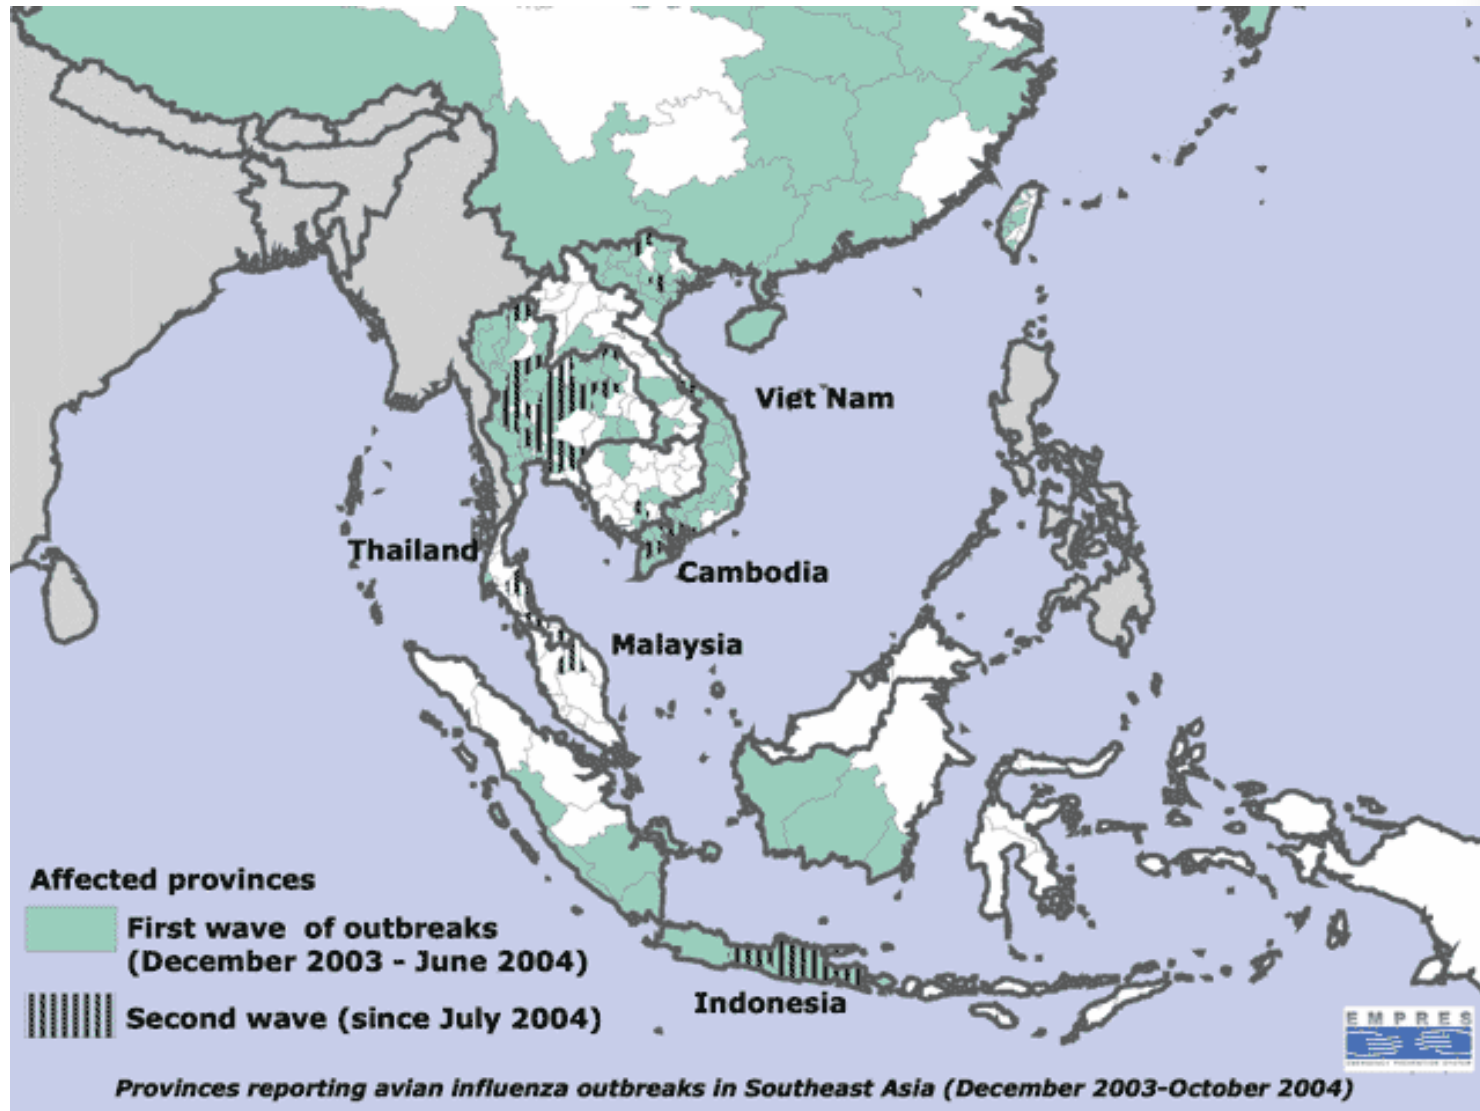 Viet Nam
Thailand
Cambodia
Malaysia
Affected provinces
First wave of outbreaks
(December 2003 - June 2004)
Second wave (since July 2004)
Indonesia
EMPRES
Provinces reporting avian influenza outbreaks in Southeast Asia (December 2003-October 2004)